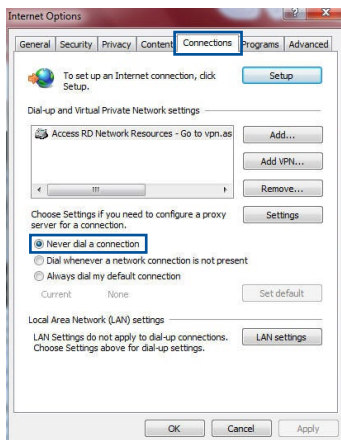 Internet Options
General Security Privacy Content Connections Programs Advanced
To set up an Internet connection, click
Setup.
Setup
Dial-up and Virtual Private Network settings
Access RD Network Resources - Go to vpn.as
Add...
Add VPN...
Remove...
Choose Settings if you need to configure a proxy
server for a connection.
Settings
Never dial a connection
Dial whenever a network connection is not present
Always dial my default connection
Current None
Set default
Local Area Network (LAN) settings
LAN Settings do not apply to dial-up connections.
Choose Settings above for dial-up settings.
LAN settings
OK Cancel Apply